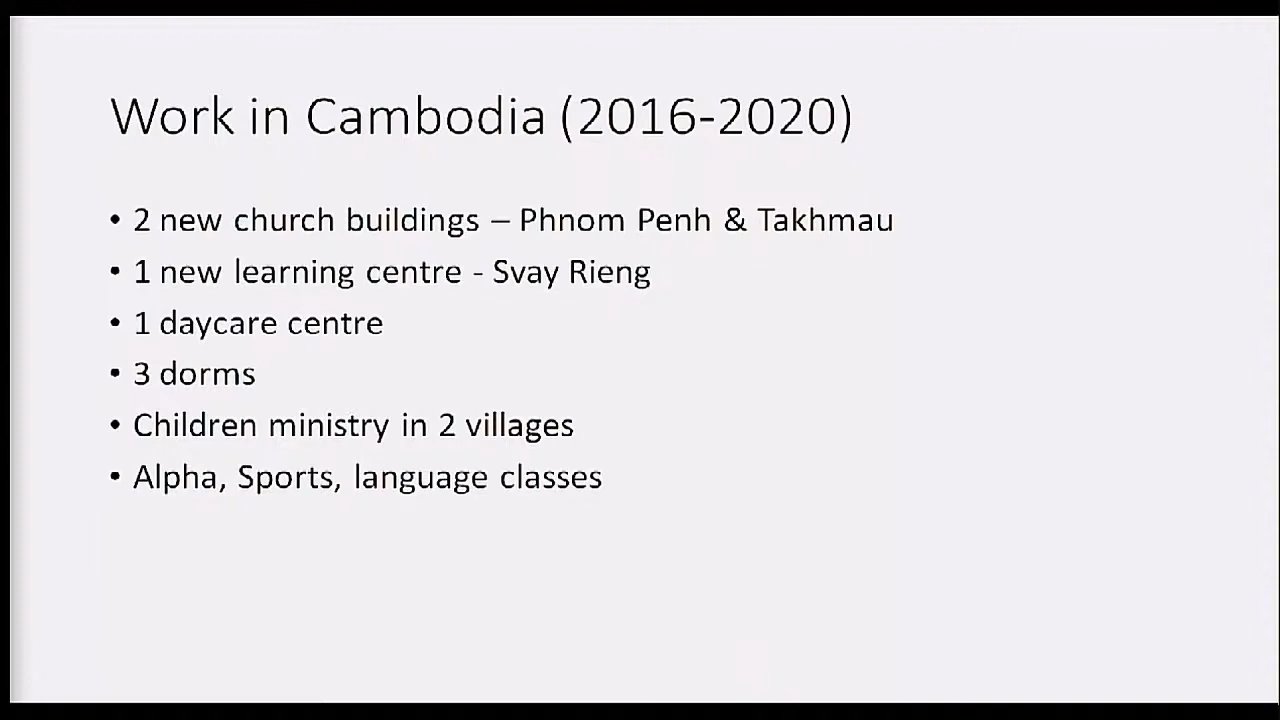 Work in Cambodia (2016-2020)
• 2 new church buildings – Phnom Penh & Takhmau
• 1 new learning centre - Svay Rieng
• 1 daycare centre
• 3 dorms
• Children ministry in 2 villages
• Alpha, Sports, language classes